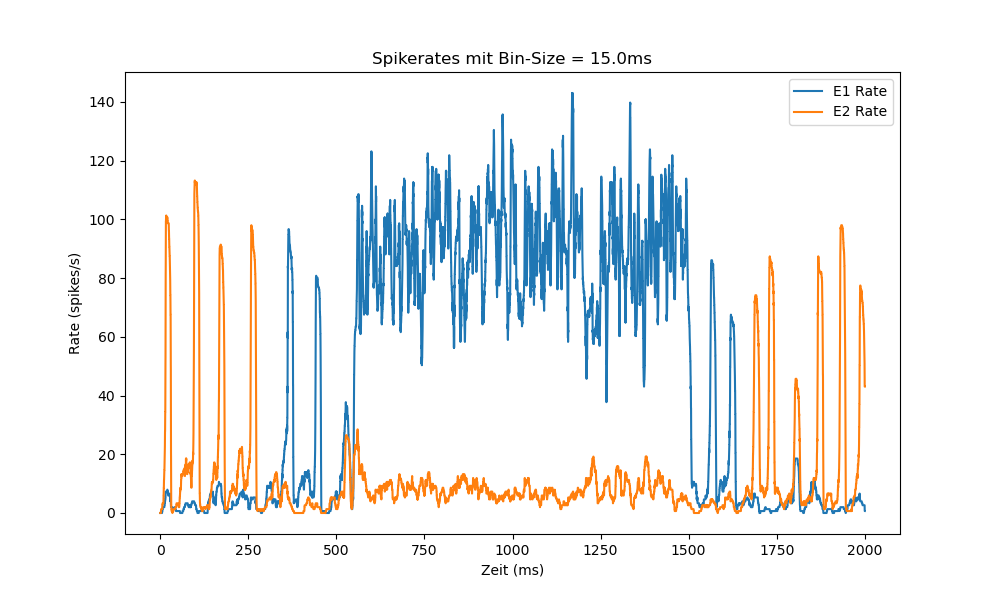 Spikerates mit Bin-Size = 15.0ms
E1 Rate
E2 Rate
140
120
100
80
60
40
20
0
Rate (spikes/s)
0 250 500 750 1000 1250 1500 1750 2000
Zeit (ms)